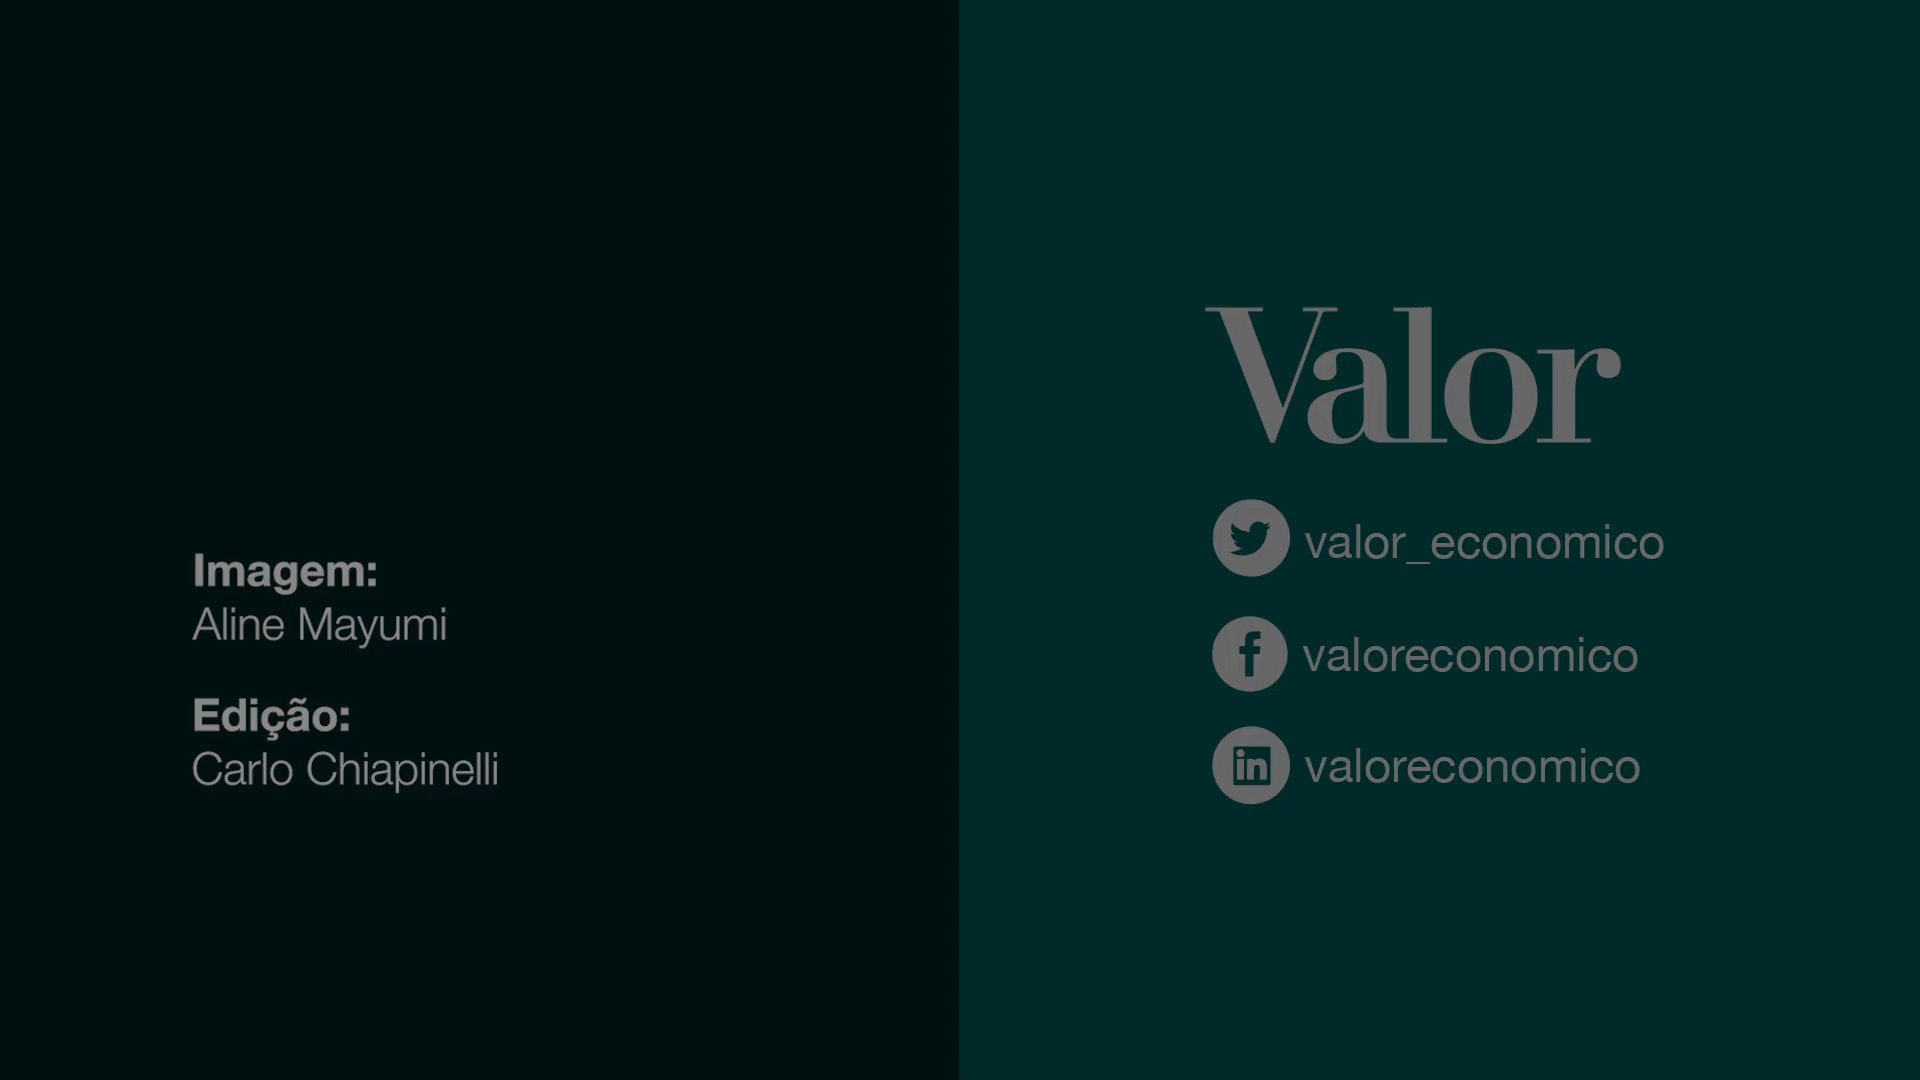 Imagem:
Aline Mayumi
Edição:
Carlo Chiapinelli
Valor
valor_economico
valoreconomico
valoreconomico